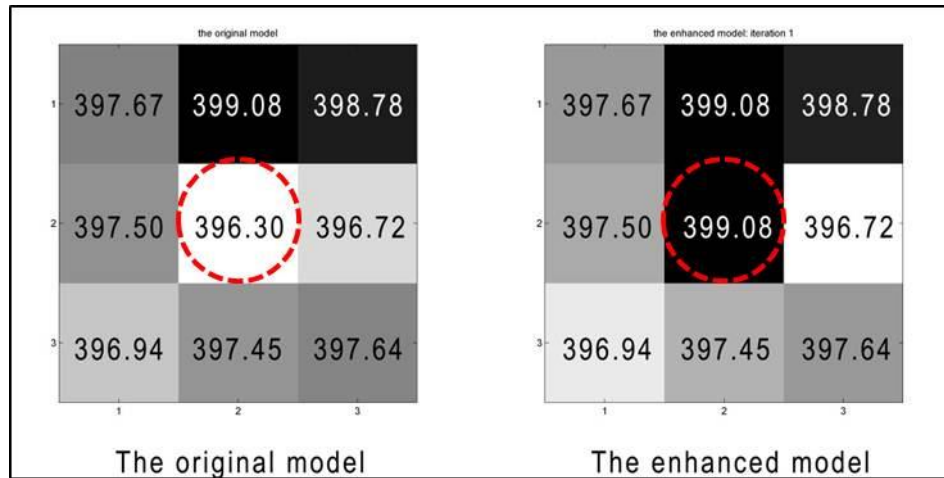 the original model
1 397.67 399.08 398.78
2 397.50 396.30 396.72
3 396.94 397.45 397.64
1 2 3
The original model
the enhanced model: iteration 1
1 397.67 399.08 398.78
2 397.50 399.08 396.72
3 396.94 397.45 397.64
1 2 3
The enhanced model